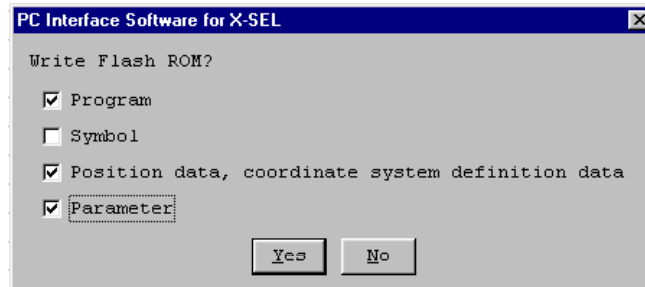 PC Interface Software for X-SEL
Write Flash ROM?
Program
Symbol
Position data, coordinate system definition data
Parameter
Yes No